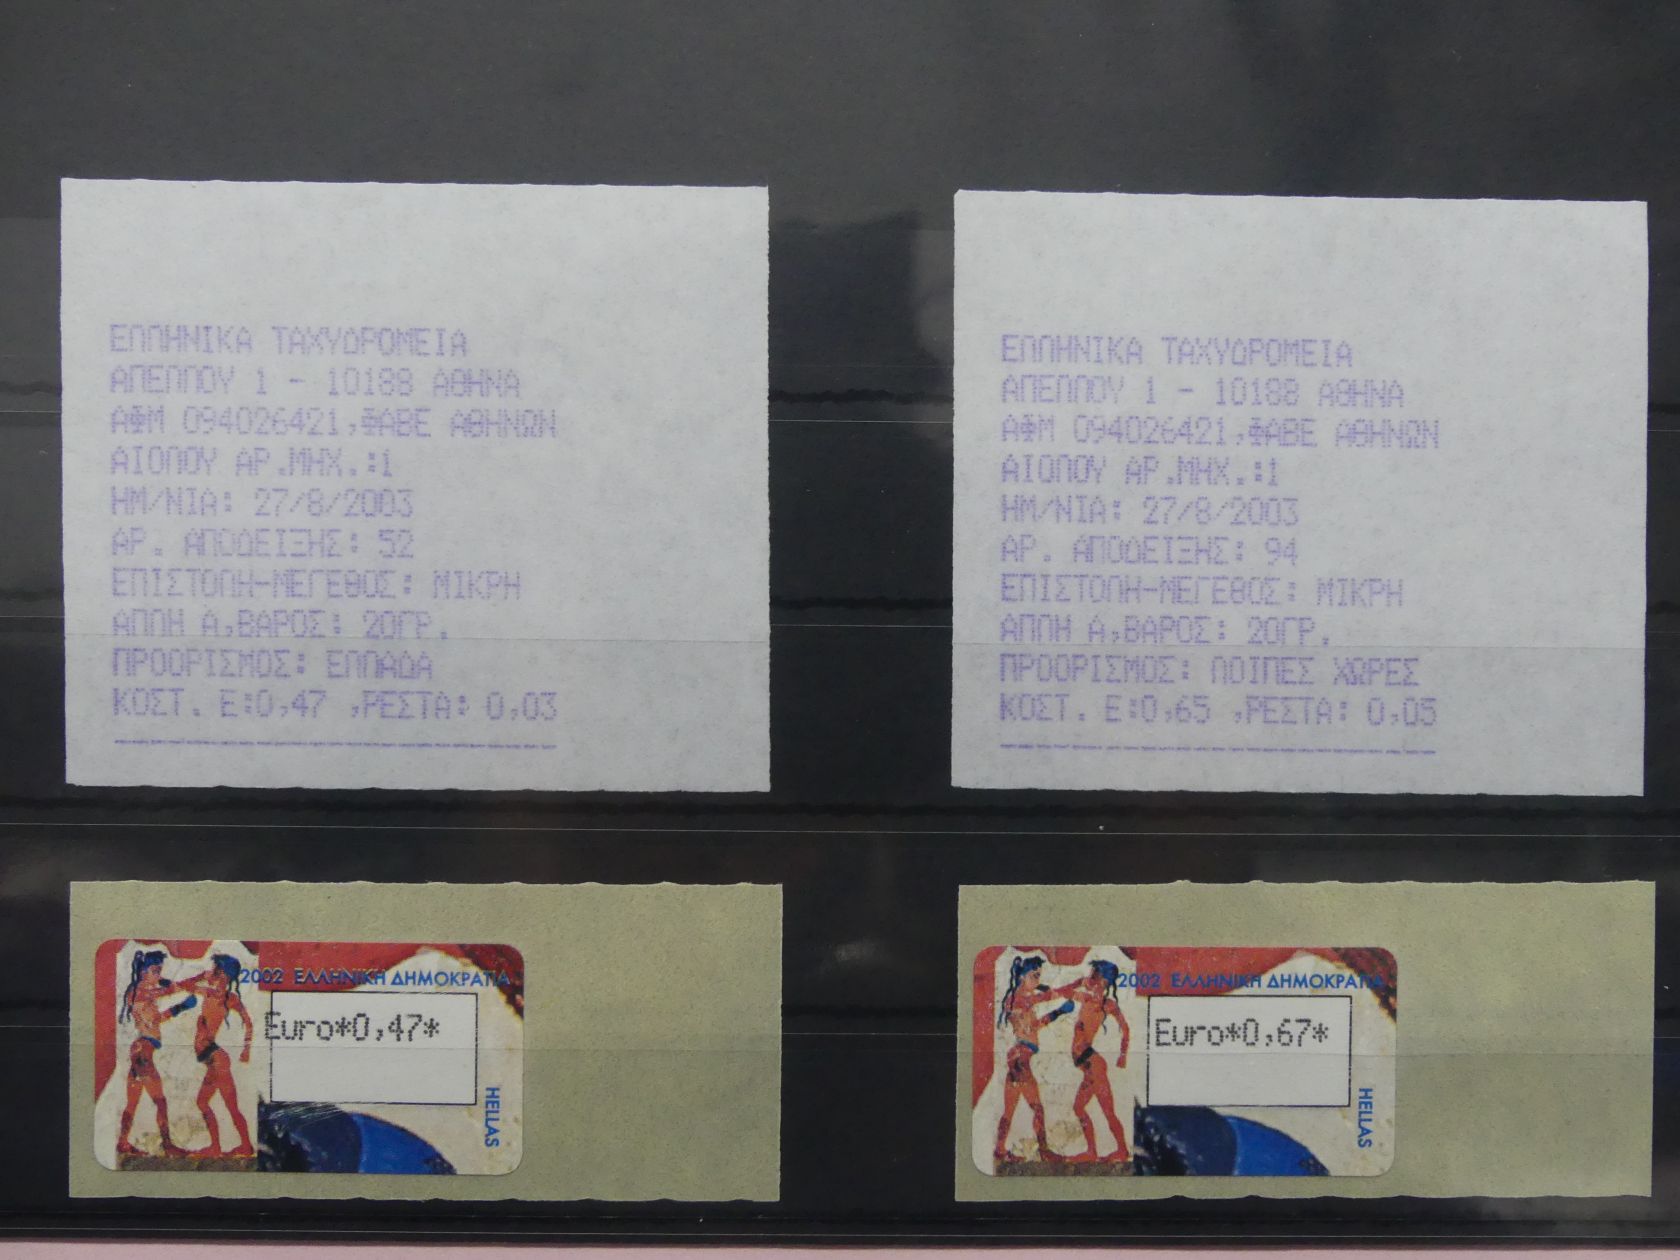 ΕΛΛΗΝΙΚΑ ΤΑΧΥΔΡΟΜΕΙΑ
ΑΠΕΛΛΟΥ 1 - 10188 ΑΘΗΝΑ
ΑΦΜ 094026421,ΦΑΒΕ ΑΘΗΝΩΝ
ΑΙΟΛΟΥ ΑΡ.ΜΗΧ.:1
ΗΜ/ΝΙΑ: 27/8/2003
ΑΡ. ΑΠΟΔΕΙΞΗΣ: 52
ΕΠΙΣΤΟΛΗ-ΜΕΓΕΘΟΣ: ΜΙΚΡΗ
ΑΠΛΗ Α,ΒΑΡΟΣ: 20ΓΡ.
ΠΡΟΟΡΙΣΜΟΣ: ΕΛΛΑΔΑ
ΚΟΣΤ. Ε:0,47 ,ΡΕΣΤΑ: 0,03
ΕΛΛΗΝΙΚΑ ΤΑΧΥΔΡΟΜΕΙΑ
ΑΠΕΛΛΟΥ 1 - 10188 ΑΘΗΝΑ
ΑΦΜ 094026421,ΦΑΒΕ ΑΘΗΝΩΝ
ΑΙΟΛΟΥ ΑΡ.ΜΗΧ.:1
ΗΜ/ΝΙΑ: 27/8/2003
ΑΡ. ΑΠΟΔΕΙΞΗΣ: 94
ΕΠΙΣΤΟΛΗ-ΜΕΓΕΘΟΣ: ΜΙΚΡΗ
ΑΠΛΗ Α,ΒΑΡΟΣ: 20ΓΡ.
ΠΡΟΟΡΙΣΜΟΣ: ΛΟΙΠΕΣ ΧΩΡΕΣ
ΚΟΣΤ. Ε:0,65 ,ΡΕΣΤΑ: 0,05
2002 ΕΛΛΗΝΙΚΗ ΔΗΜΟΚΡΑΤΙΑ
Euro*0,47*
HELLAS
2002 ΕΛΛΗΝΙΚΗ ΔΗΜΟΚΡΑΤΙΑ
Euro*0,67*
HELLAS